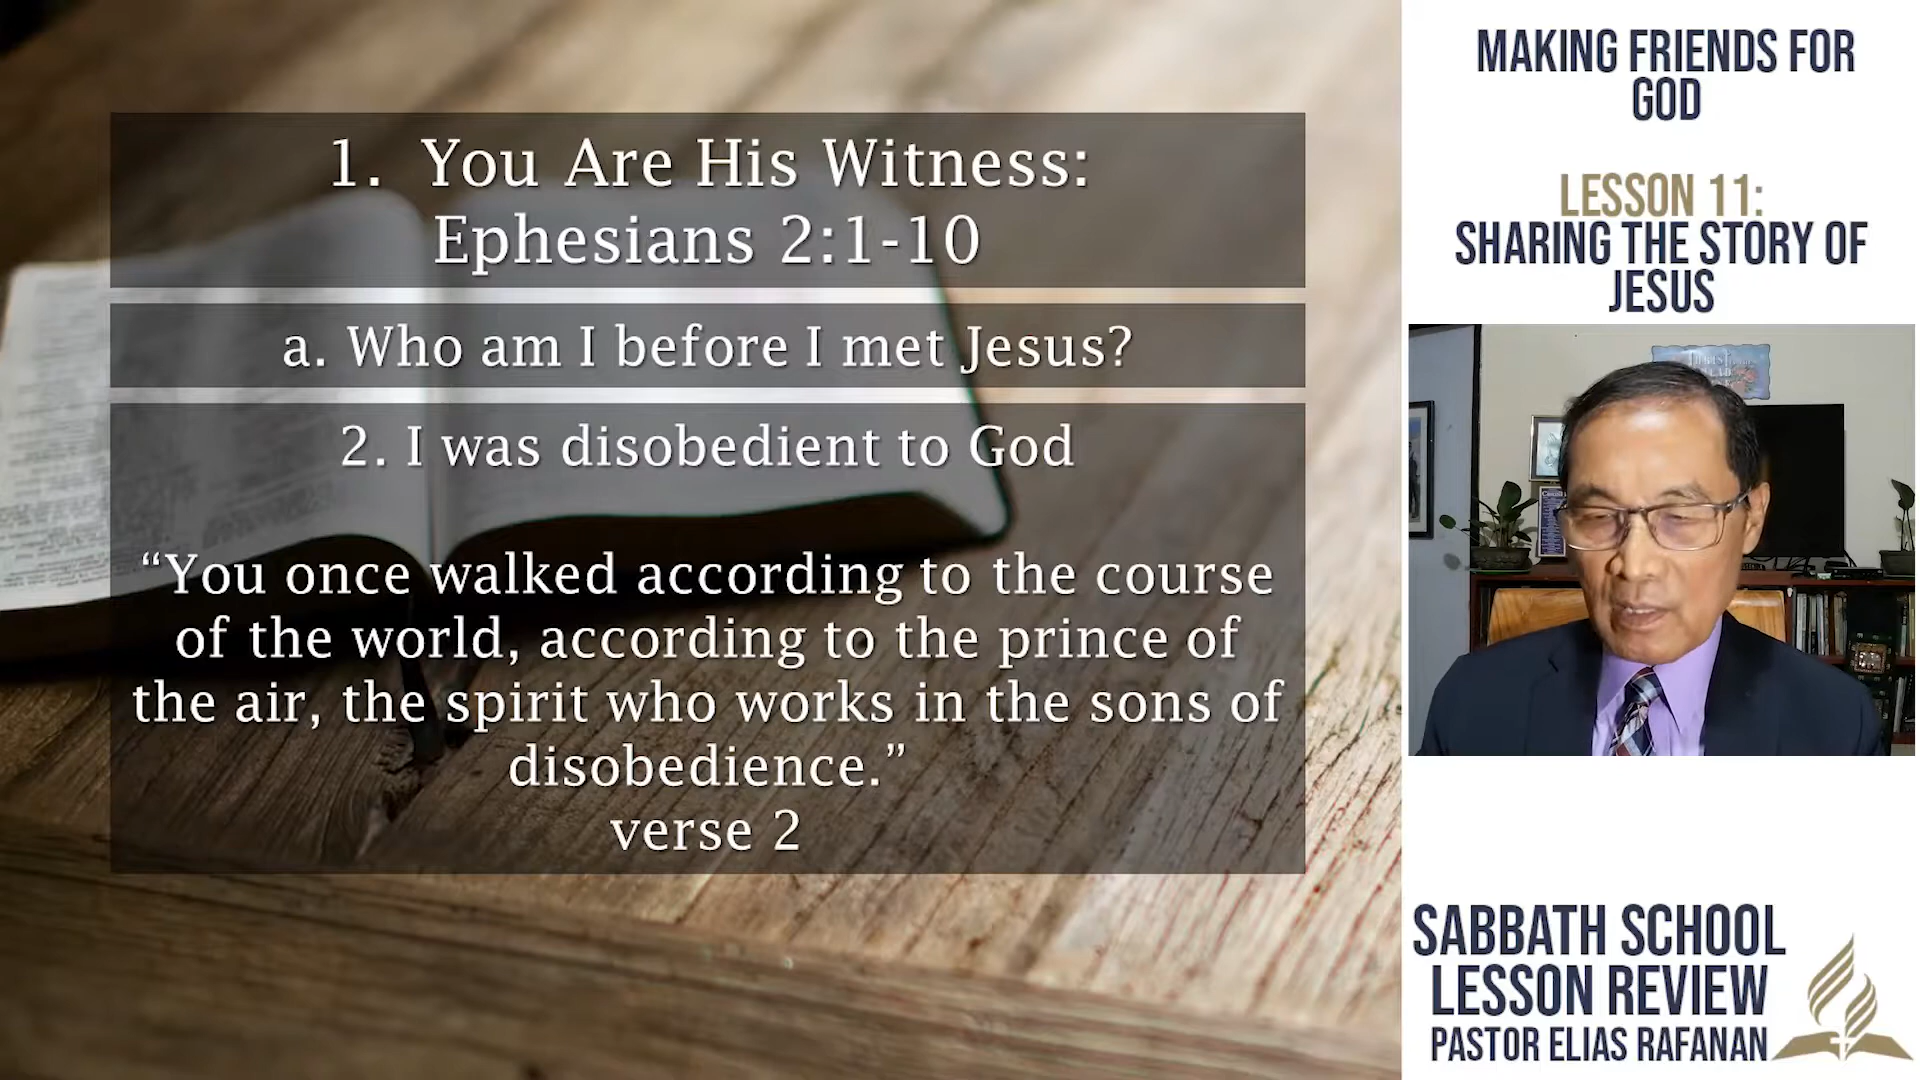 1. You Are His Witness:
Ephesians 2:1-10
a. Who am I before I met Jesus?
2. I was disobedient to God
“You once walked according to the course
of the world, according to the prince of
the air, the spirit who works in the sons of
disobedience.”
verse 2
MAKING FRIENDS FOR
GOD
LESSON 11:
SHARING THE STORY OF
JESUS
SABBATH SCHOOL
LESSON REVIEW
PASTOR ELIAS RAFANAN